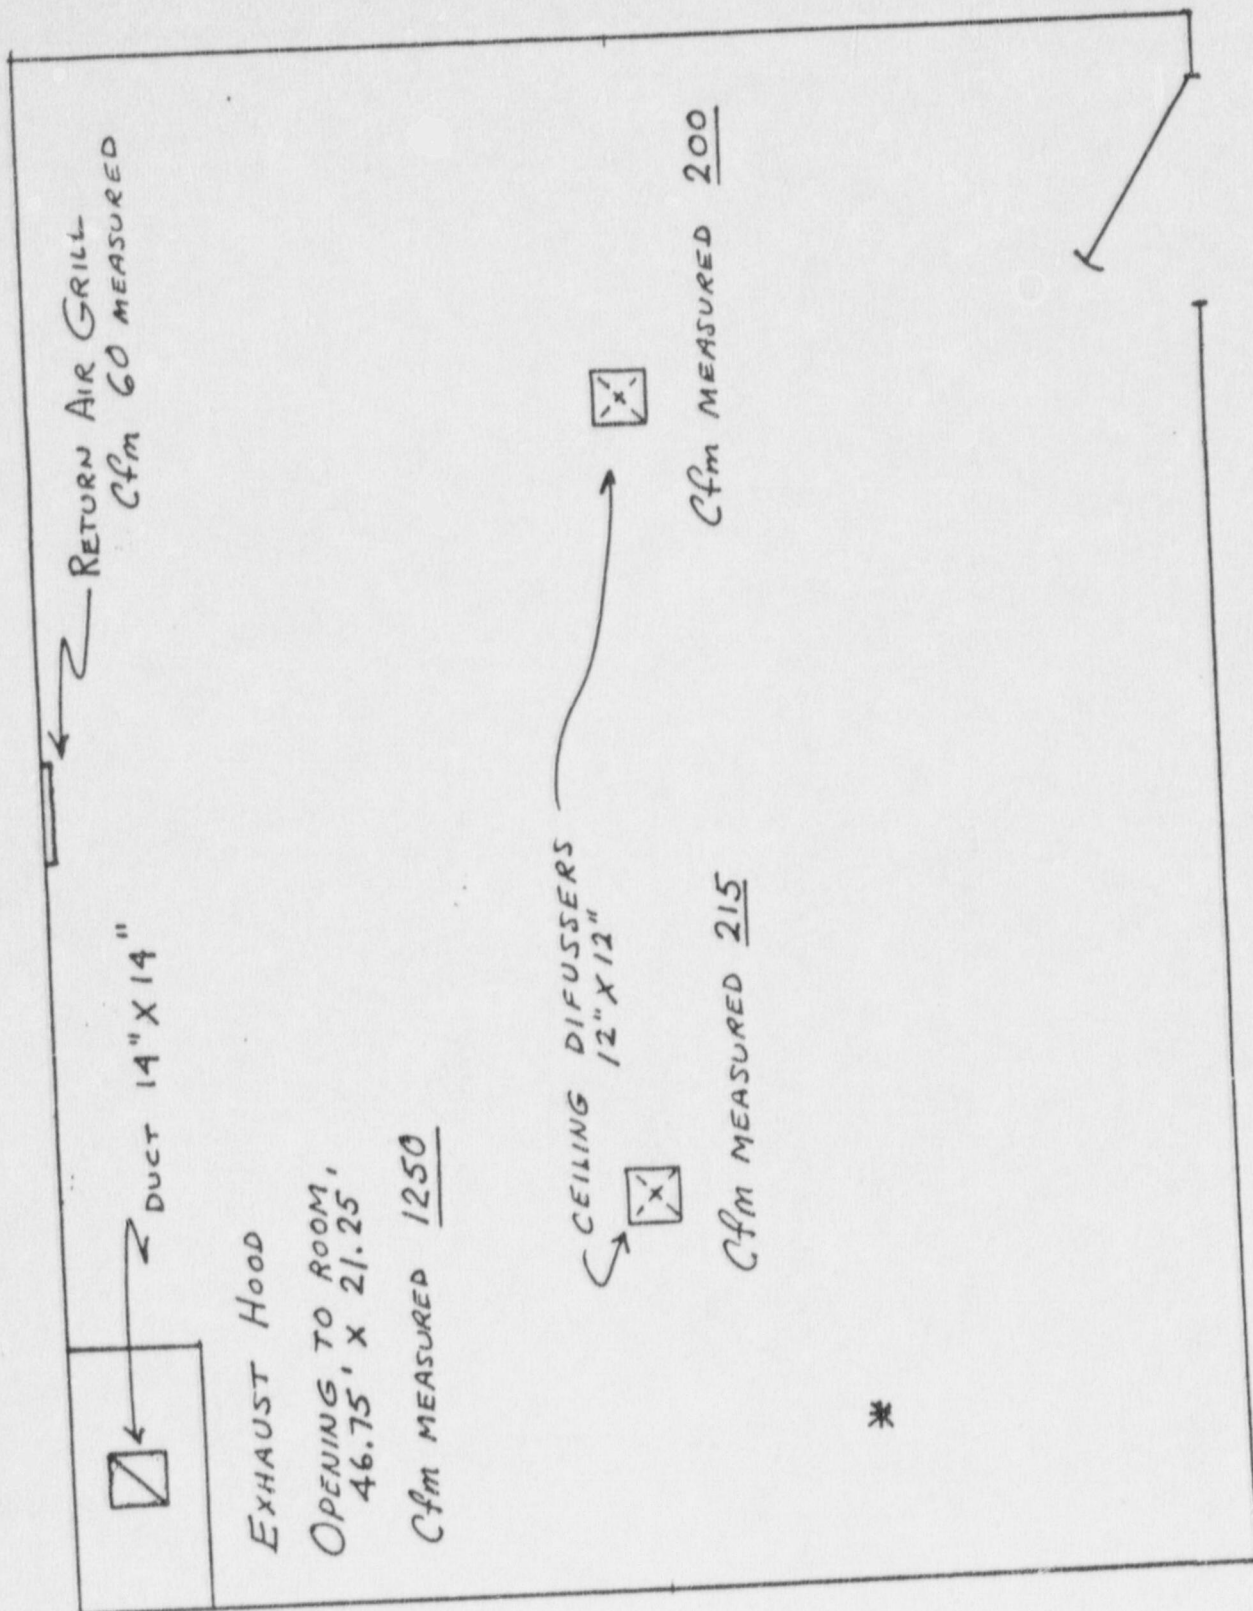 RETURN AIR GRILL
Cfm 60 MEASURED
DUCT 14" X 14"
EXHAUST HOOD
OPENING TO ROOM,
46.75' X 21.25'
Cfm MEASURED 1250
CEILING DIFUSSERS
12" X 12"
Cfm MEASURED 200
Cfm MEASURED 215
*